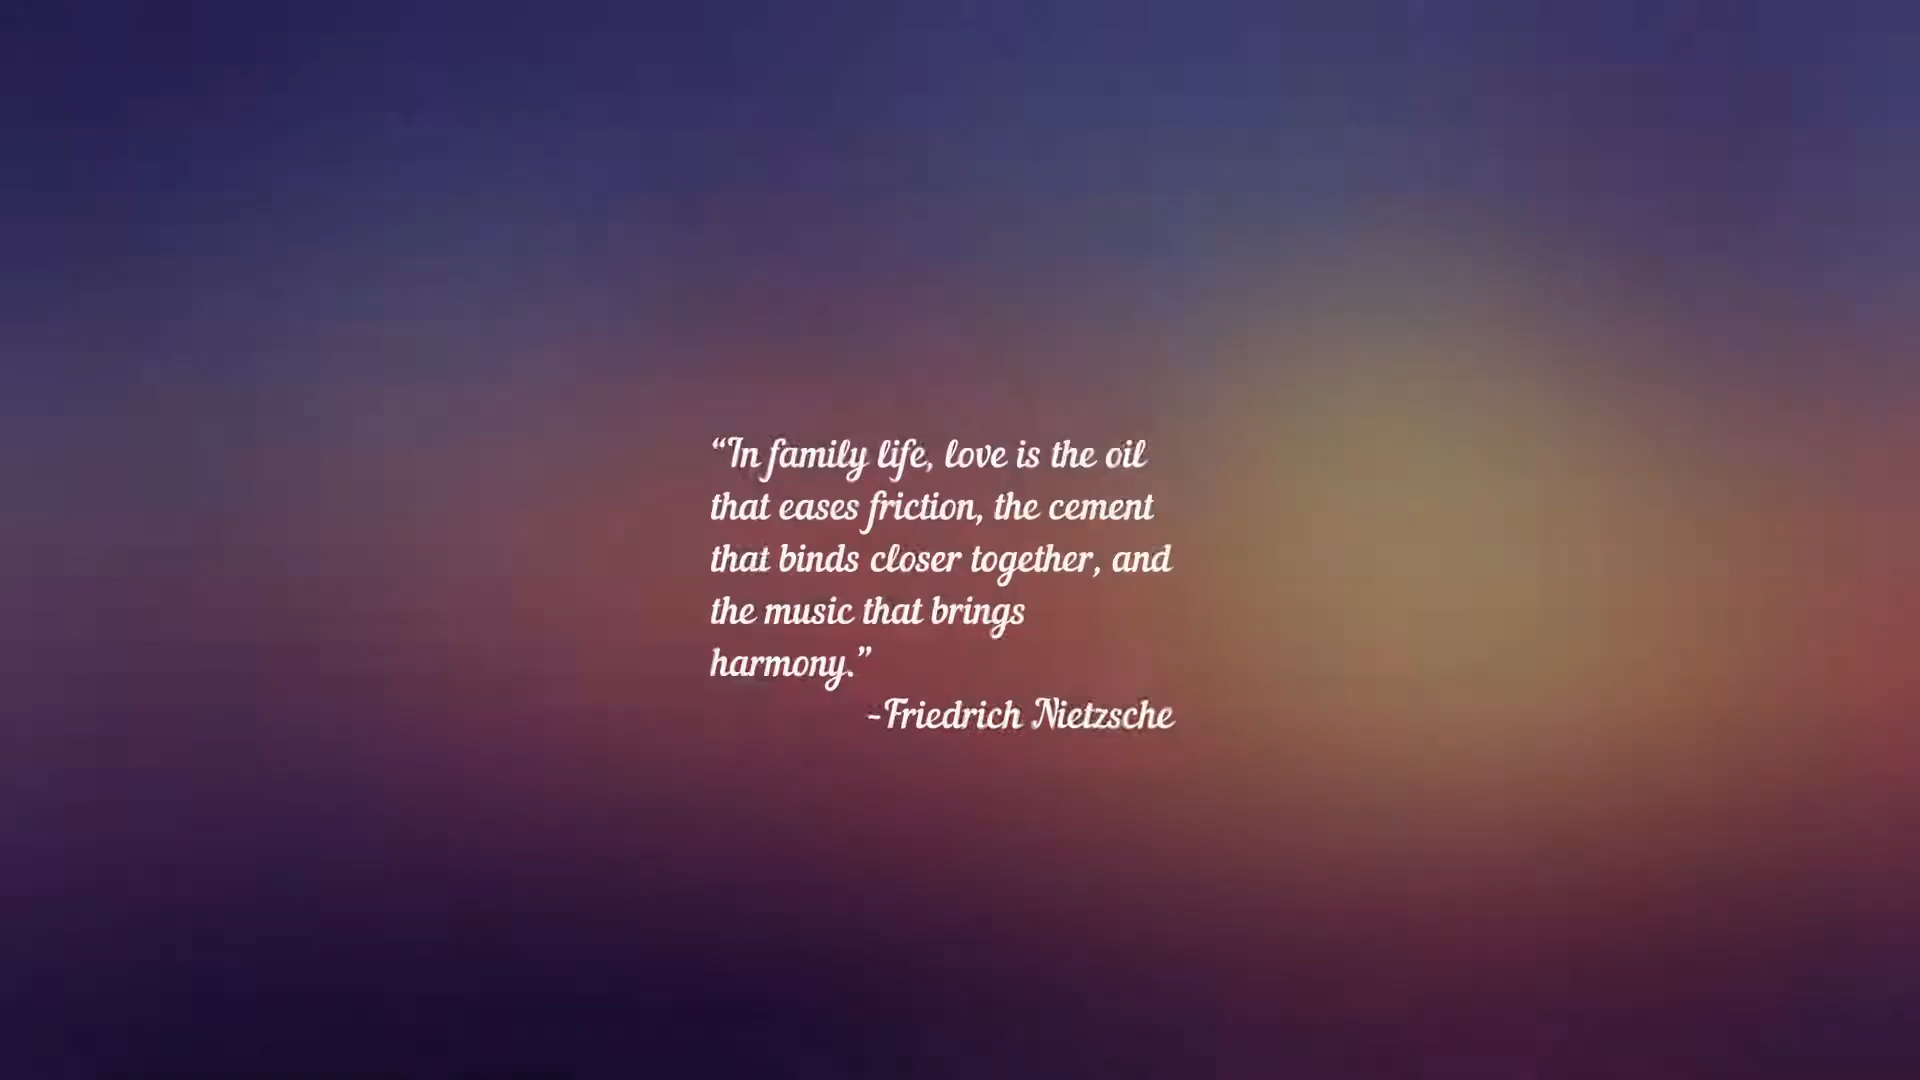 “In family life, love is the oil
that eases friction, the cement
that binds closer together, and
the music that brings
harmony.”
-Friedrich Nietzsche